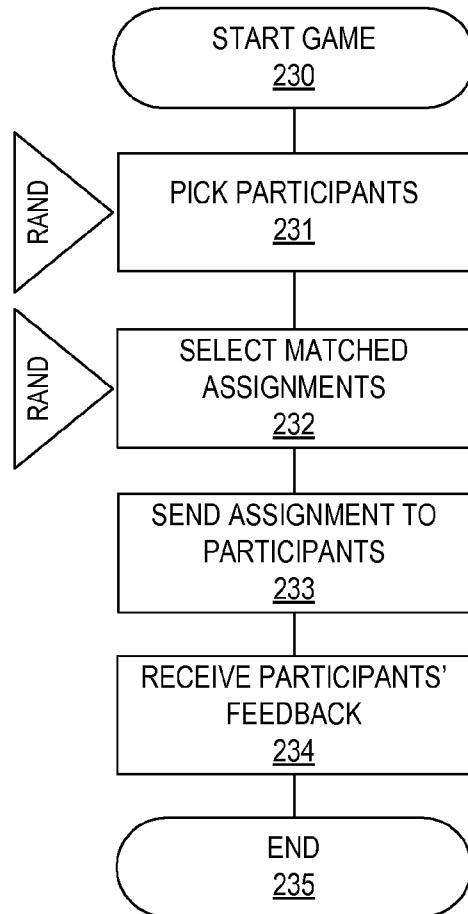 START GAME
230
RAND
PICK PARTICIPANTS
231
RAND
SELECT MATCHED
ASSIGNMENTS
232
SEND ASSIGNMENT TO
PARTICIPANTS
233
RECEIVE PARTICIPANTS’
FEEDBACK
234
END
235